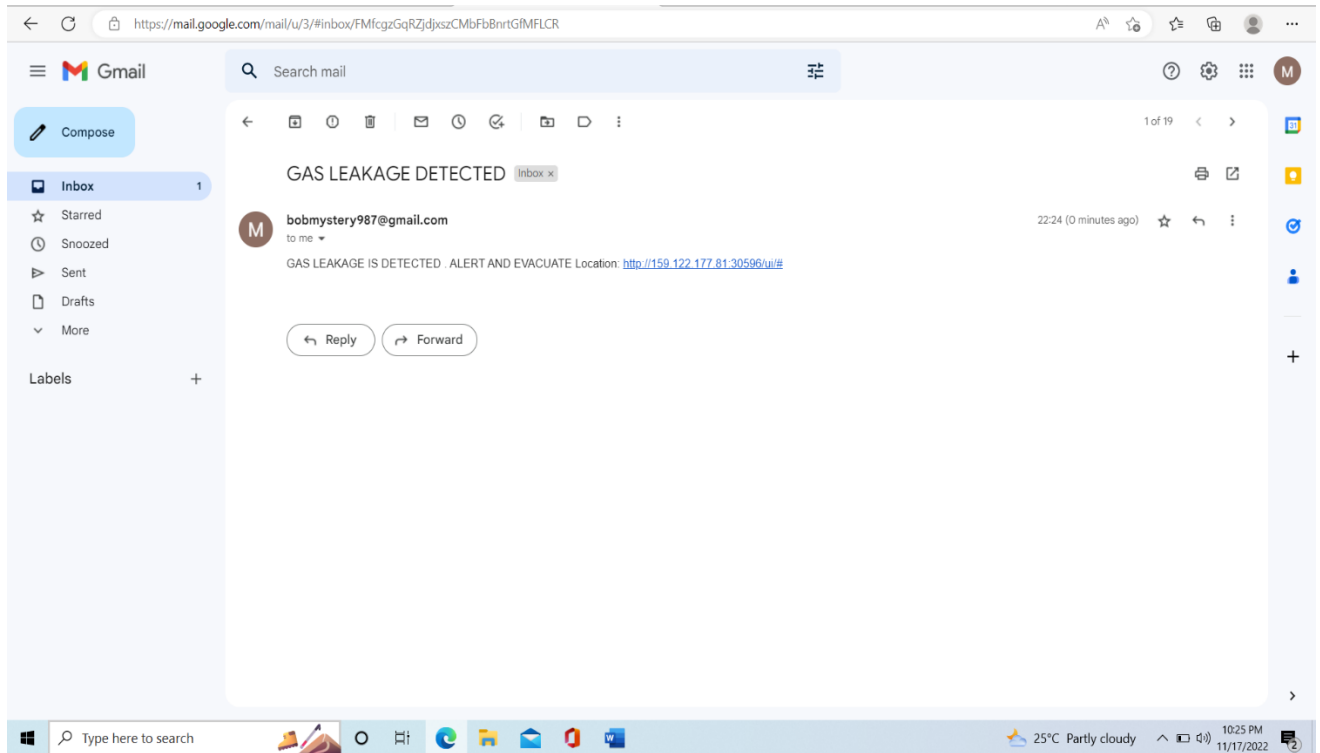 https://mail.google.com/mail/u/3/#inbox/FMfcgzGqRZjdjxszCMbFbBnrtGfMFLCR
Gmail
Search mail
M
Compose
1 of 19
31
GAS LEAKAGE DETECTED Inbox x
Inbox 1
Starred
M
bobmystery987@gmail.com
22:24 (0 minutes ago)
to me
Snoozed
GAS LEAKAGE IS DETECTED . ALERT AND EVACUATE Location: http://159.122.177.81:30596/ui/#
Sent
Drafts
More
Reply
Forward
Labels
Type here to search
25°C Partly cloudy
10:25 PM
11/17/2022
2